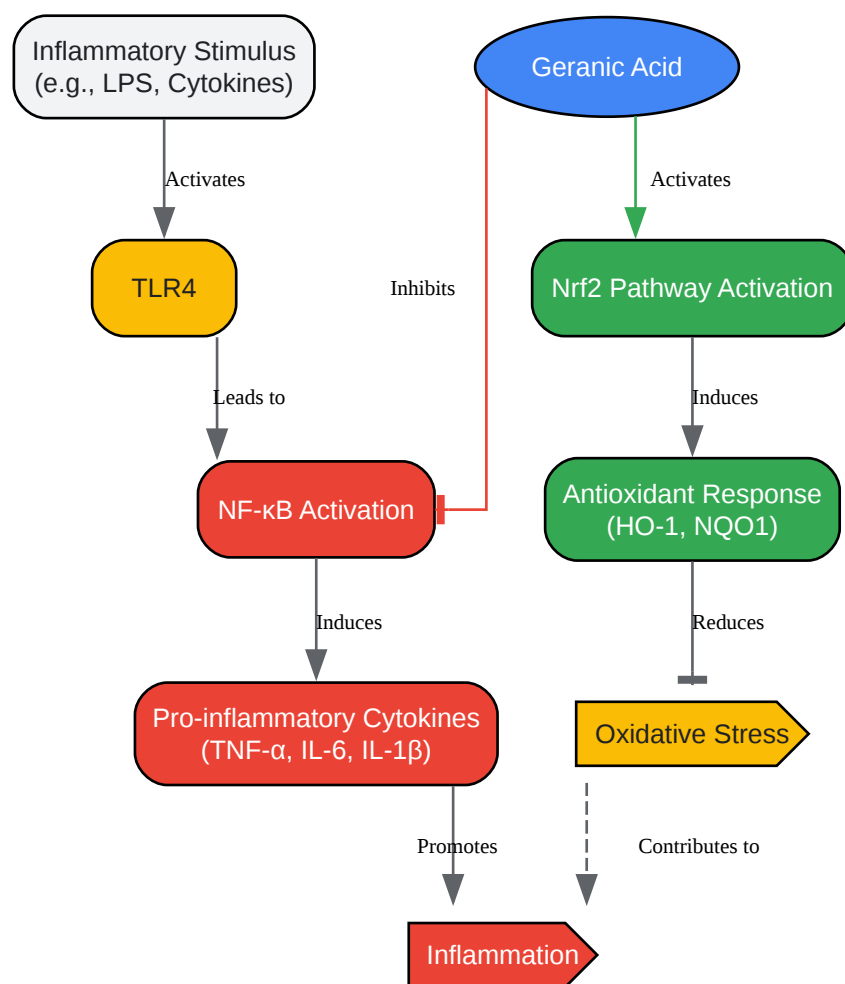 Inflammatory Stimulus
(e.g., LPS, Cytokines)
Geranic Acid
Activates
Activates
TLR4
Inhibits
Nrf2 Pathway Activation
Leads to
Induces
NF-κB Activation
Antioxidant Response
(HO-1, NQO1)
Induces
Reduces
Pro-inflammatory Cytokines
(TNF-α, IL-6, IL-1β)
Oxidative Stress
Promotes
Contributes to
Inflammation